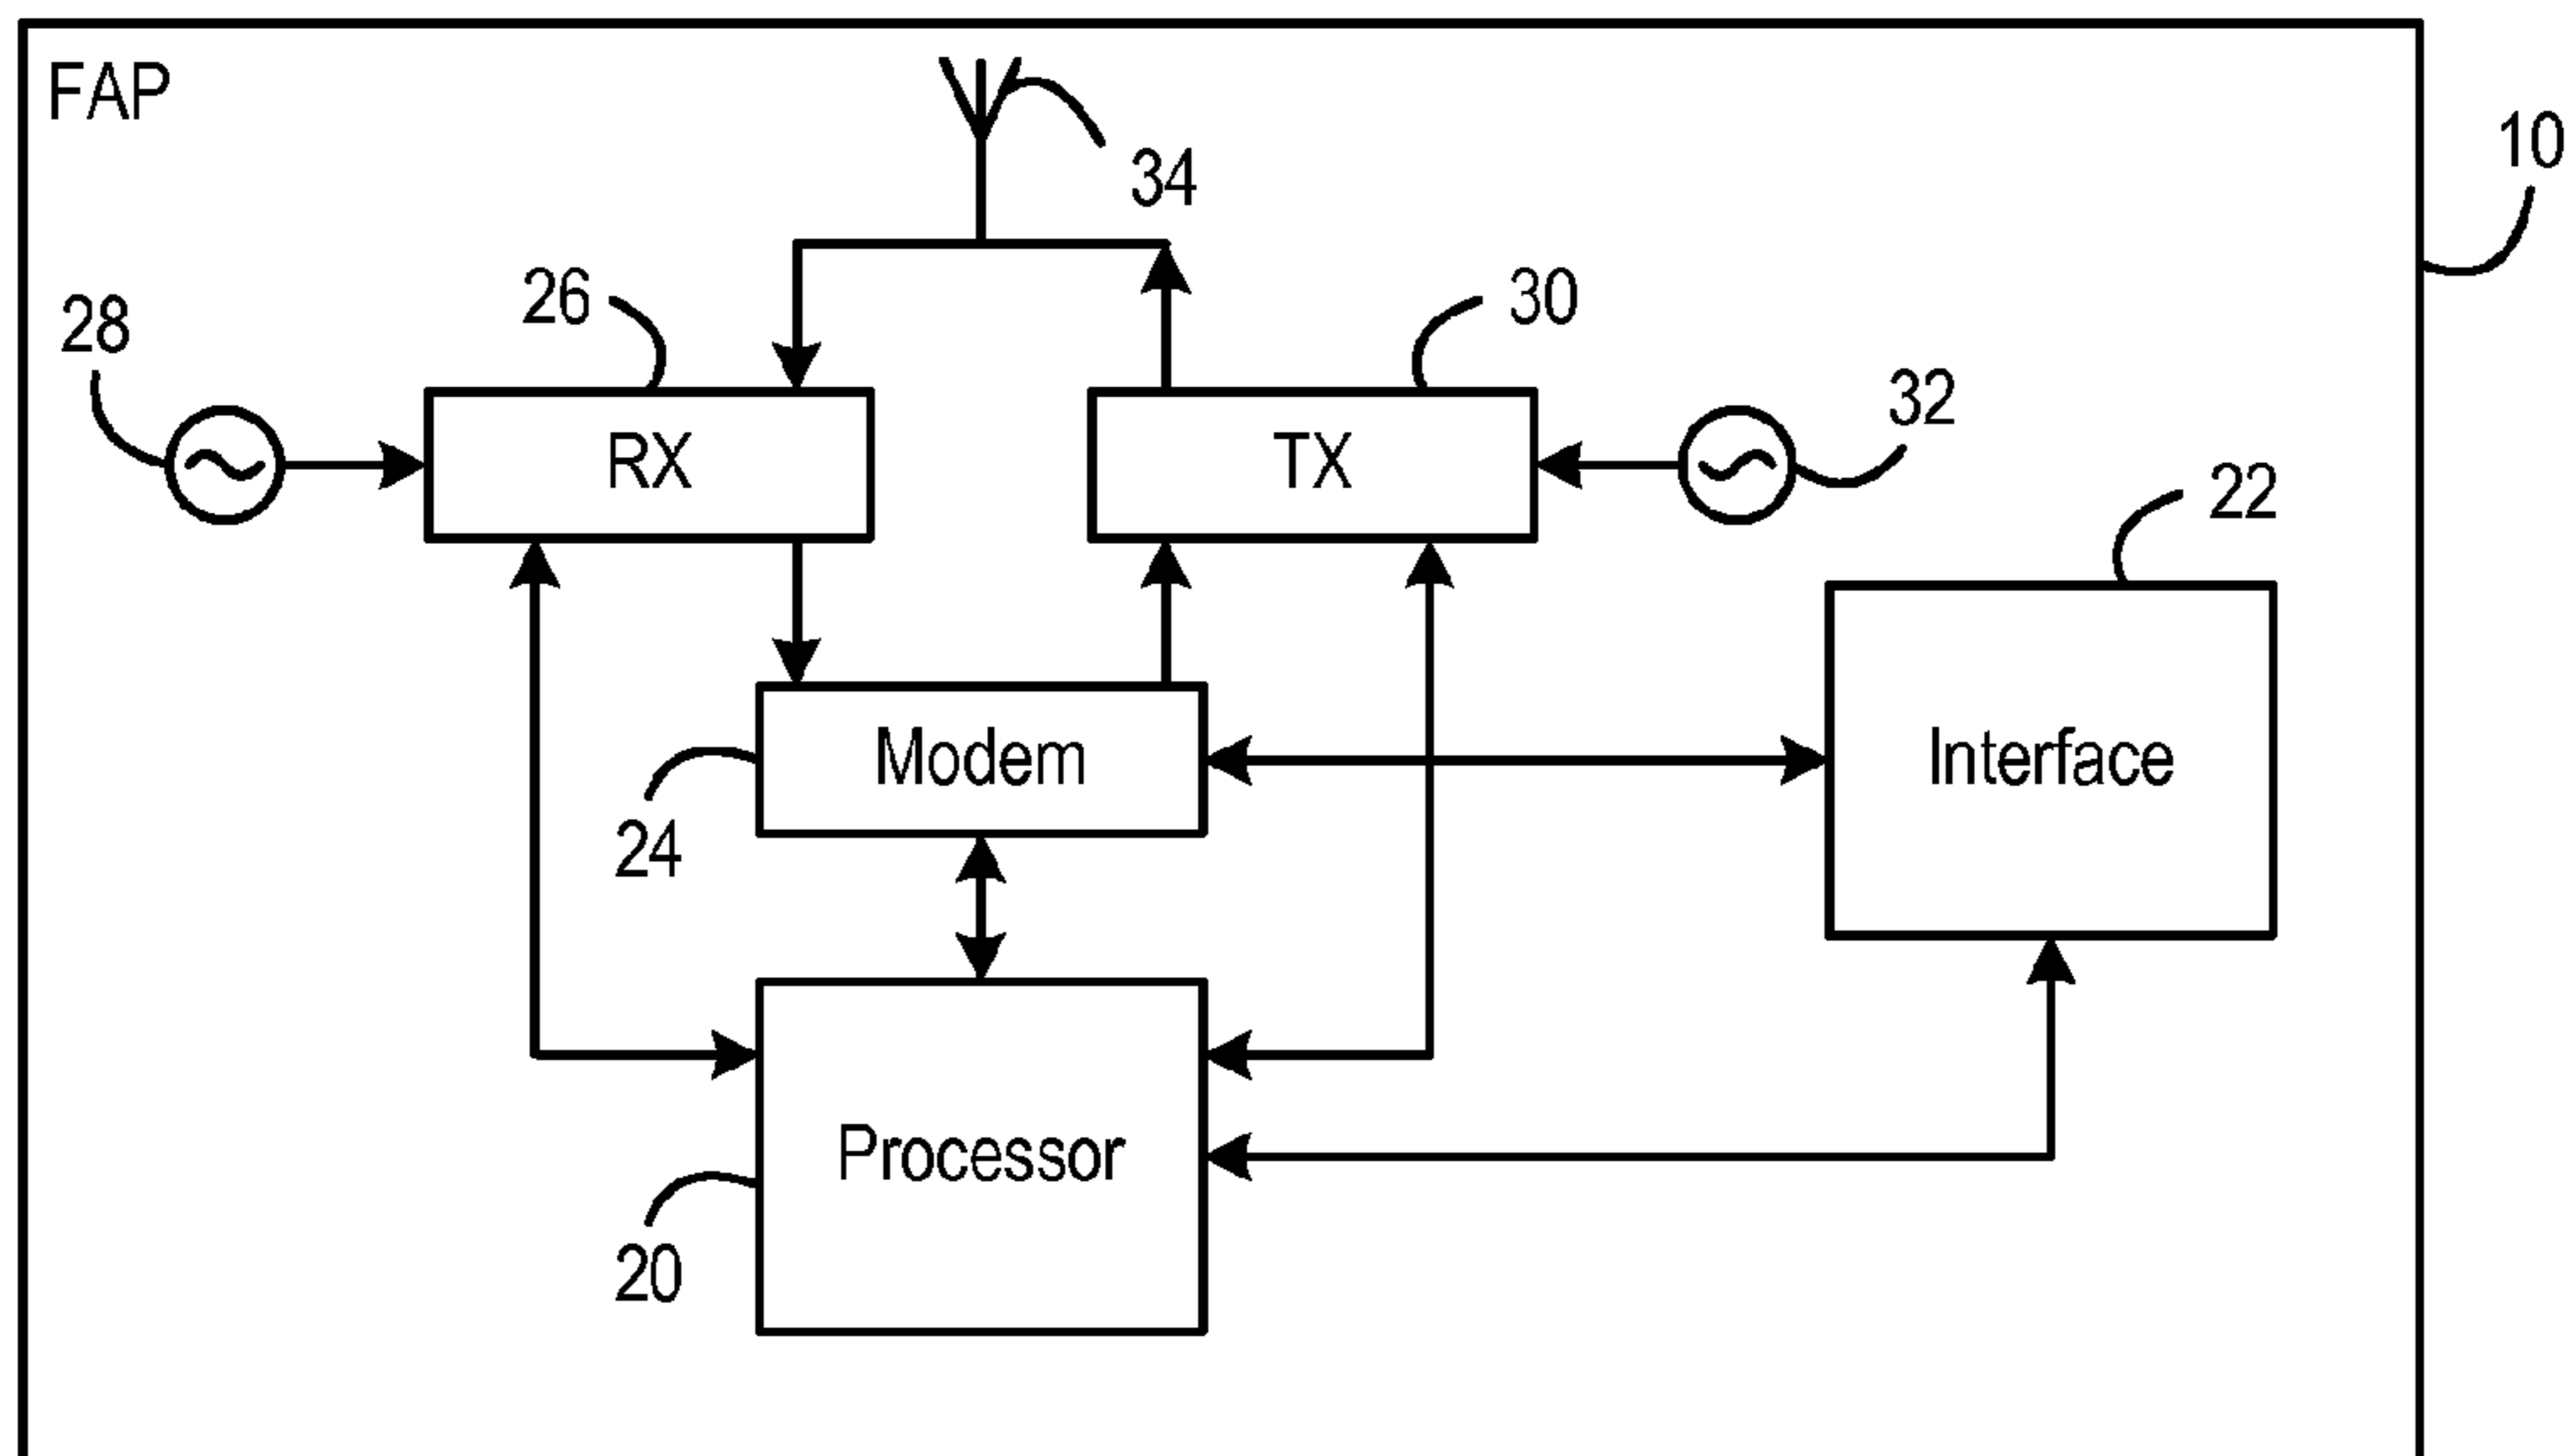 FAP
10
34
26
30
28
32
RX
TX
22
Modem
Interface
24
Processor
20